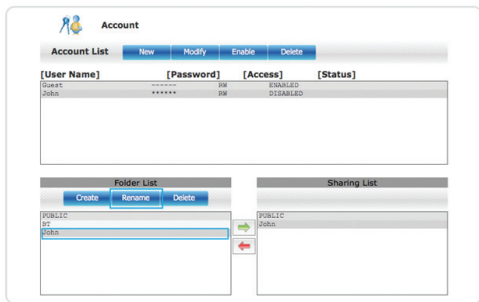 Account
Account List New Modify Enable Delete
[User Name] [Password] [Access] [Status]
Guest ------ RW ENABLED
John •••••• RW DISABLED
Folder List Sharing List
Create Rename Delete
PUBLIC PUBLIC
BT John
John